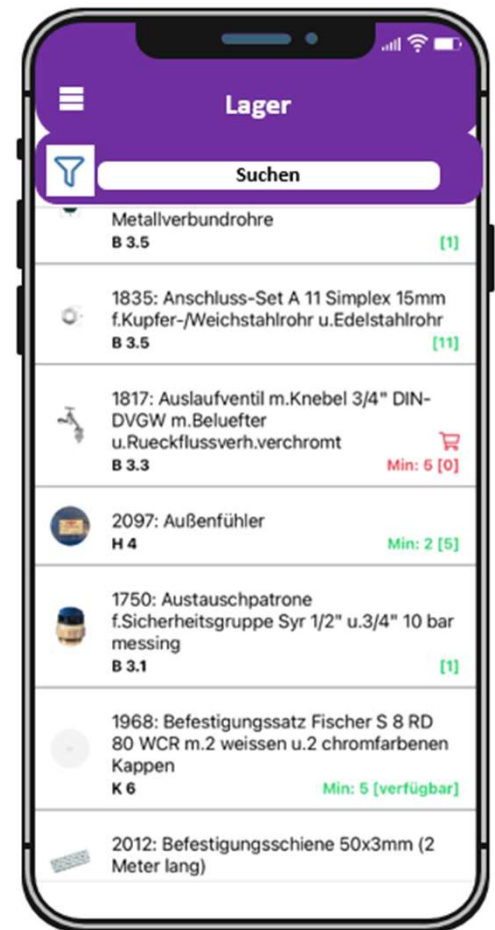 Lager
Suchen
Metallverbundrohre
B 3.5
[1]
1835: Anschluss-Set A 11 Simplex 15mm
f.Kupfer-/Weichstahlrohr u.Edelstahlrohr
B 3.5
[11]
1817: Auslaufventil m.Knebel 3/4" DIN-
DVGW m.Beluefter
u.Rueckflussverh.verchromt
B 3.3
Min: 6 [0]
2097: Außenfühler
H 4
Min: 2 [5]
1750: Austauschpatrone
f.Sicherheitsgruppe Syr 1/2" u.3/4" 10 bar
messing
B 3.1
[1]
1968: Befestigungssatz Fischer S 8 RD
80 WCR m.2 weissen u.2 chromfarbenen
Kappen
K 6
Min: 5 [verfügbar]
2012: Befestigungsschiene 50x3mm (2
Meter lang)